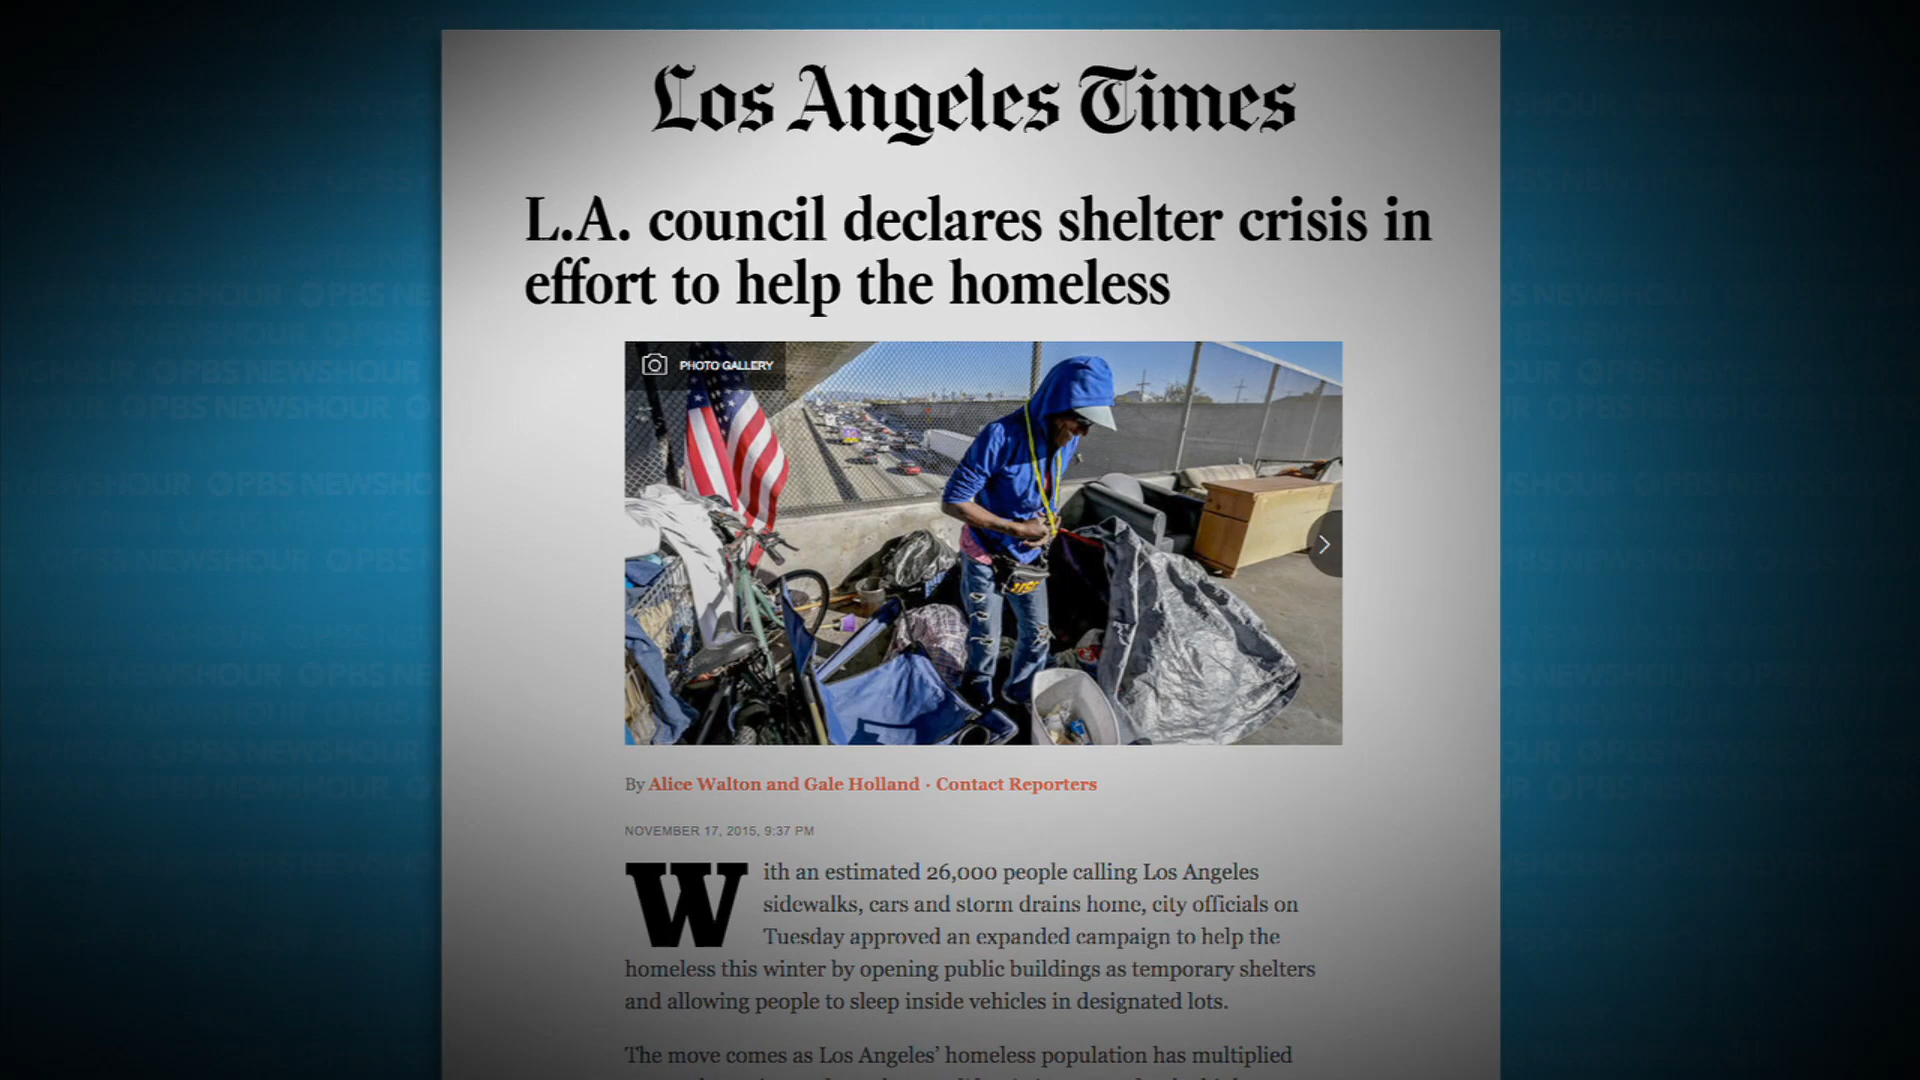 Los Angeles Times
L.A. council declares shelter crisis in
effort to help the homeless
PHOTO GALLERY
By Alice Walton and Gale Holland · Contact Reporters
NOVEMBER 17, 2015, 9:37 PM
With an estimated 26,000 people calling Los Angeles
sidewalks, cars and storm drains home, city officials on
Tuesday approved an expanded campaign to help the
homeless this winter by opening public buildings as temporary shelters
and allowing people to sleep inside vehicles in designated lots.
The move comes as Los Angeles' homeless population has multiplied
PBS NEWSHOUR